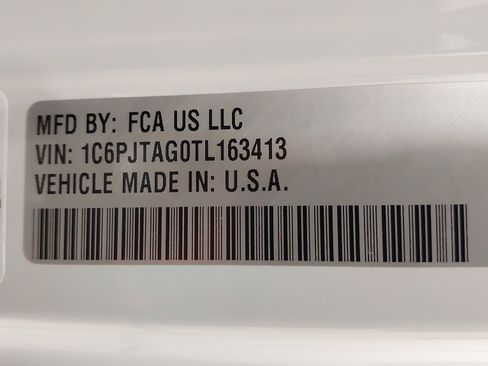 MFD BY: FCA US LLC
VIN: 1C6PJTAG0TL163413
VEHICLE MADE IN: U.S.A.